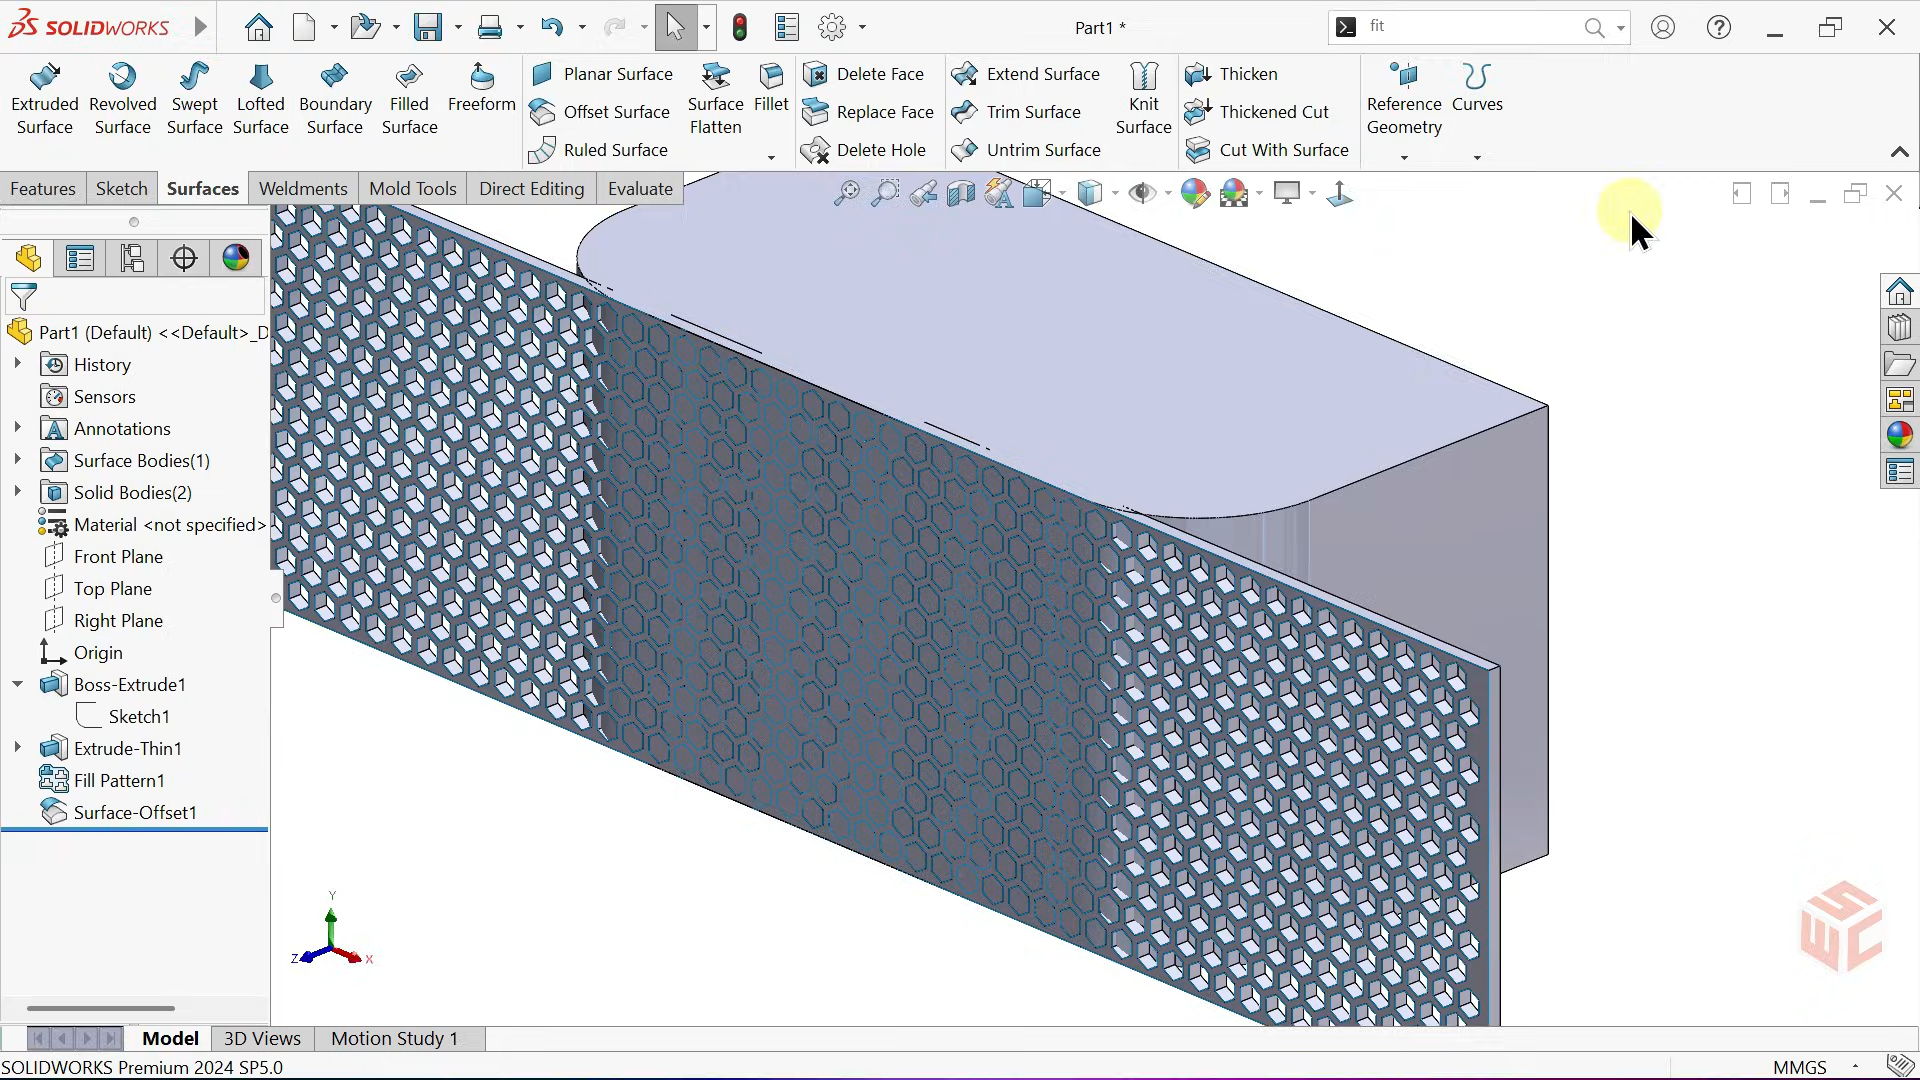 SOLIDWORKS
Part1 *
fit
Extruded Surface
Revolved Surface
Swept Surface
Lofted Surface
Boundary Surface
Filled Surface
Freeform
Planar Surface
Offset Surface
Ruled Surface
Surface Flatten
Fillet
Delete Face
Replace Face
Delete Hole
Extend Surface
Trim Surface
Untrim Surface
Knit Surface
Thicken
Thickened Cut
Cut With Surface
Reference Geometry
Curves
Features
Sketch
Surfaces
Weldments
Mold Tools
Direct Editing
Evaluate
Part1 (Default) <<Default>_D
History
Sensors
Annotations
Surface Bodies(1)
Solid Bodies(2)
Material <not specified>
Front Plane
Top Plane
Right Plane
Origin
Boss-Extrude1
Sketch1
Extrude-Thin1
Fill Pattern1
Surface-Offset1
Y
Z
X
SWC
Model
3D Views
Motion Study 1
SOLIDWORKS Premium 2024 SP5.0
MMGS